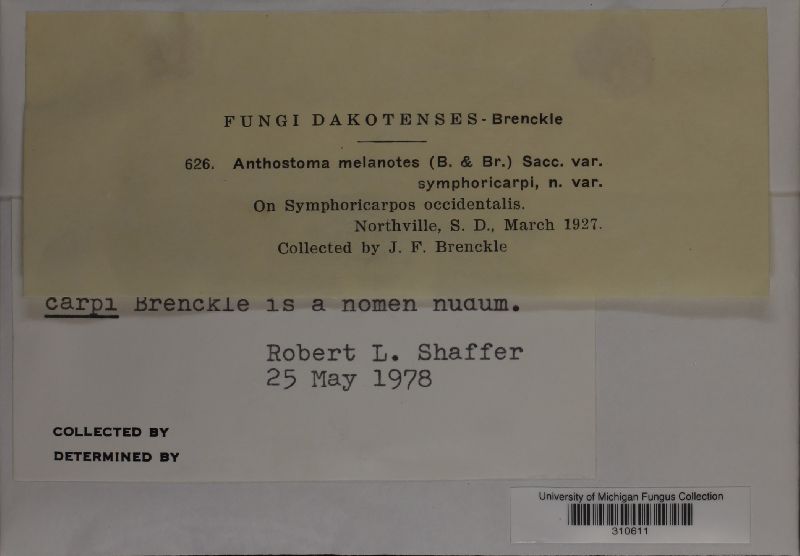 FUNGI DAKOTENSES - Brenckle
626. Anthostoma melanotes (B. & Br.) Sacc. var.
symphoricarpi, n. var.
On Symphoricarpos occidentalis.
Northville, S. D., March 1927.
Collected by J. F. Brenckle
carpi Brenckle is a nomen nudum.
Robert L. Shaffer
25 May 1978
COLLECTED BY
DETERMINED BY
University of Michigan Fungus Collection
310611